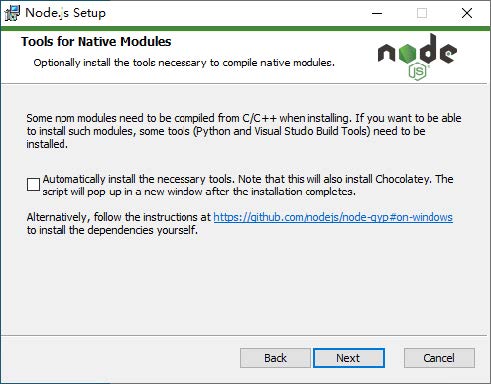 Node.js Setup
Tools for Native Modules
Optionally install the tools necessary to compile native modules.
node
JS
Some npm modules need to be compiled from C/C++ when installing. If you want to be able
to install such modules, some tools (Python and Visual Studio Build Tools) need to be
installed.
Automatically install the necessary tools. Note that this will also install Chocolatey. The
script will pop up in a new window after the installation completes.
Alternatively, follow the instructions at https://github.com/nodejs/node-gyp#on-windows
to install the dependencies yourself.
Back Next Cancel